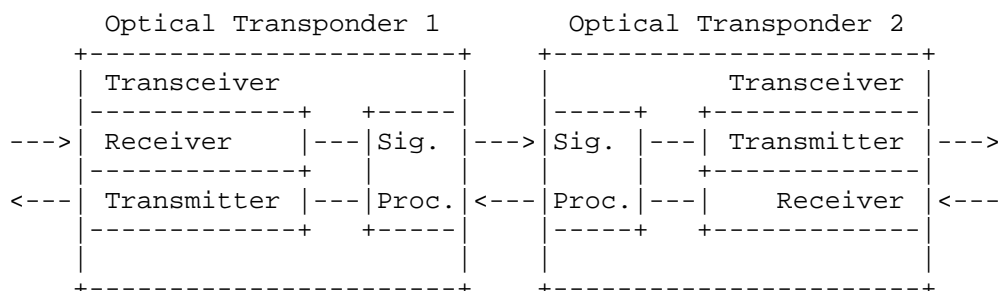 Optical Transponder 1 Optical Transponder 2
+-----------------------+ +-----------------------+
| Transceiver | | Transceiver |
|-------------+ +-----| |-----+ +-------------|
--->| Receiver |---|Sig. |--->|Sig. |---| Transmitter |--->
|-------------+ | | | | +-------------|
<---| Transmitter |---|Proc.|<---|Proc.|---| Receiver |<---
|-------------+ +-----| |-----+ +-------------|
| | | |
+-----------------------+ +-----------------------+